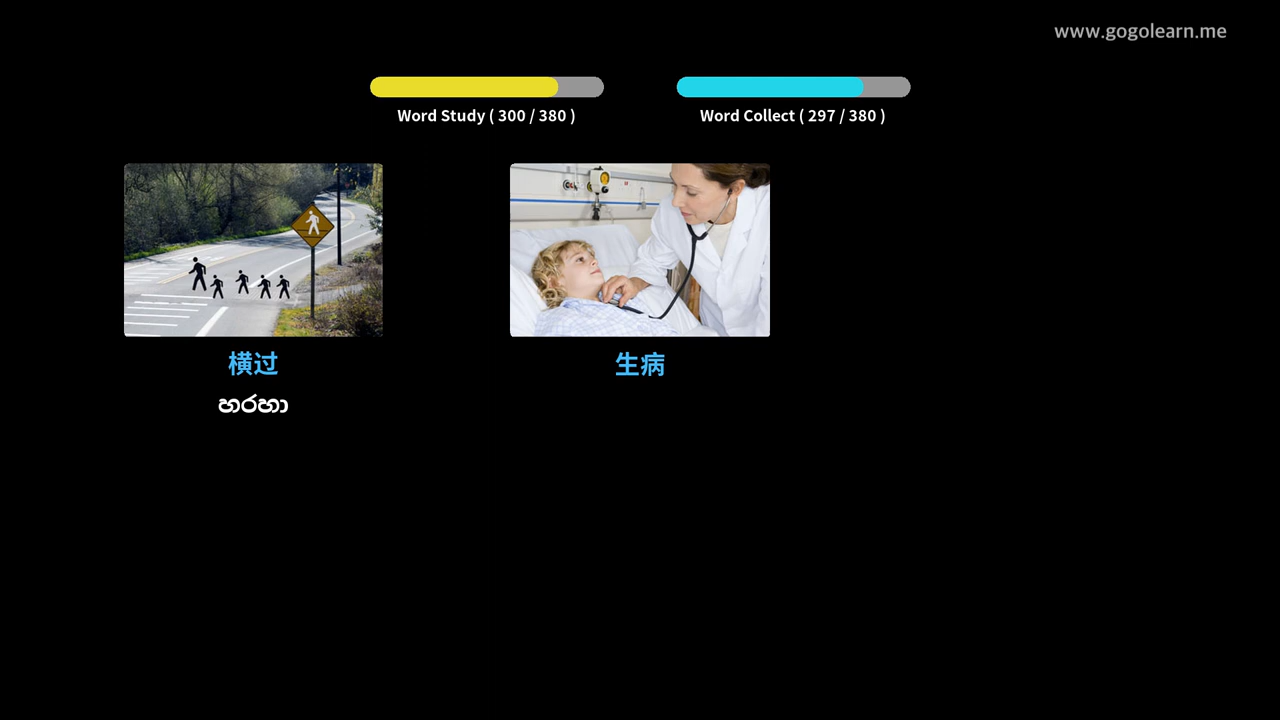 www.gogolearn.me
Word Study ( 300 / 380 )
Word Collect ( 297 / 380 )
横过
හරහා
生病